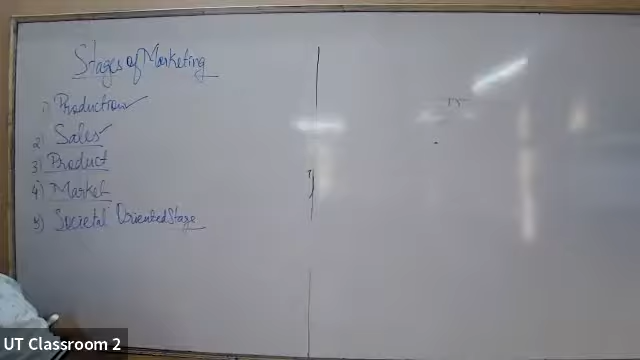 Stages of Marketing
1) Production ✓
2) Sales ✓
3) Product
4) Market
5) Societal Oriented Stage
UT Classroom 2